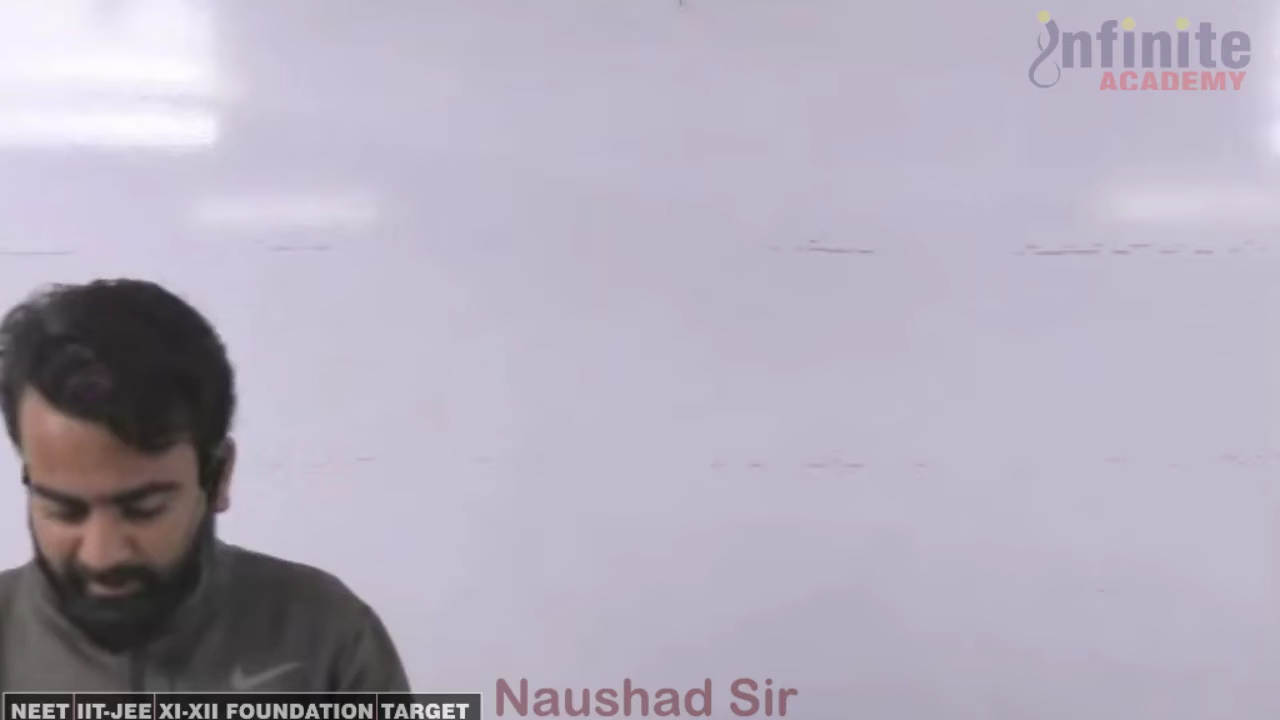 infinite
ACADEMY
NEET IIT-JEE XI-XII FOUNDATION TARGET
Naushad Sir